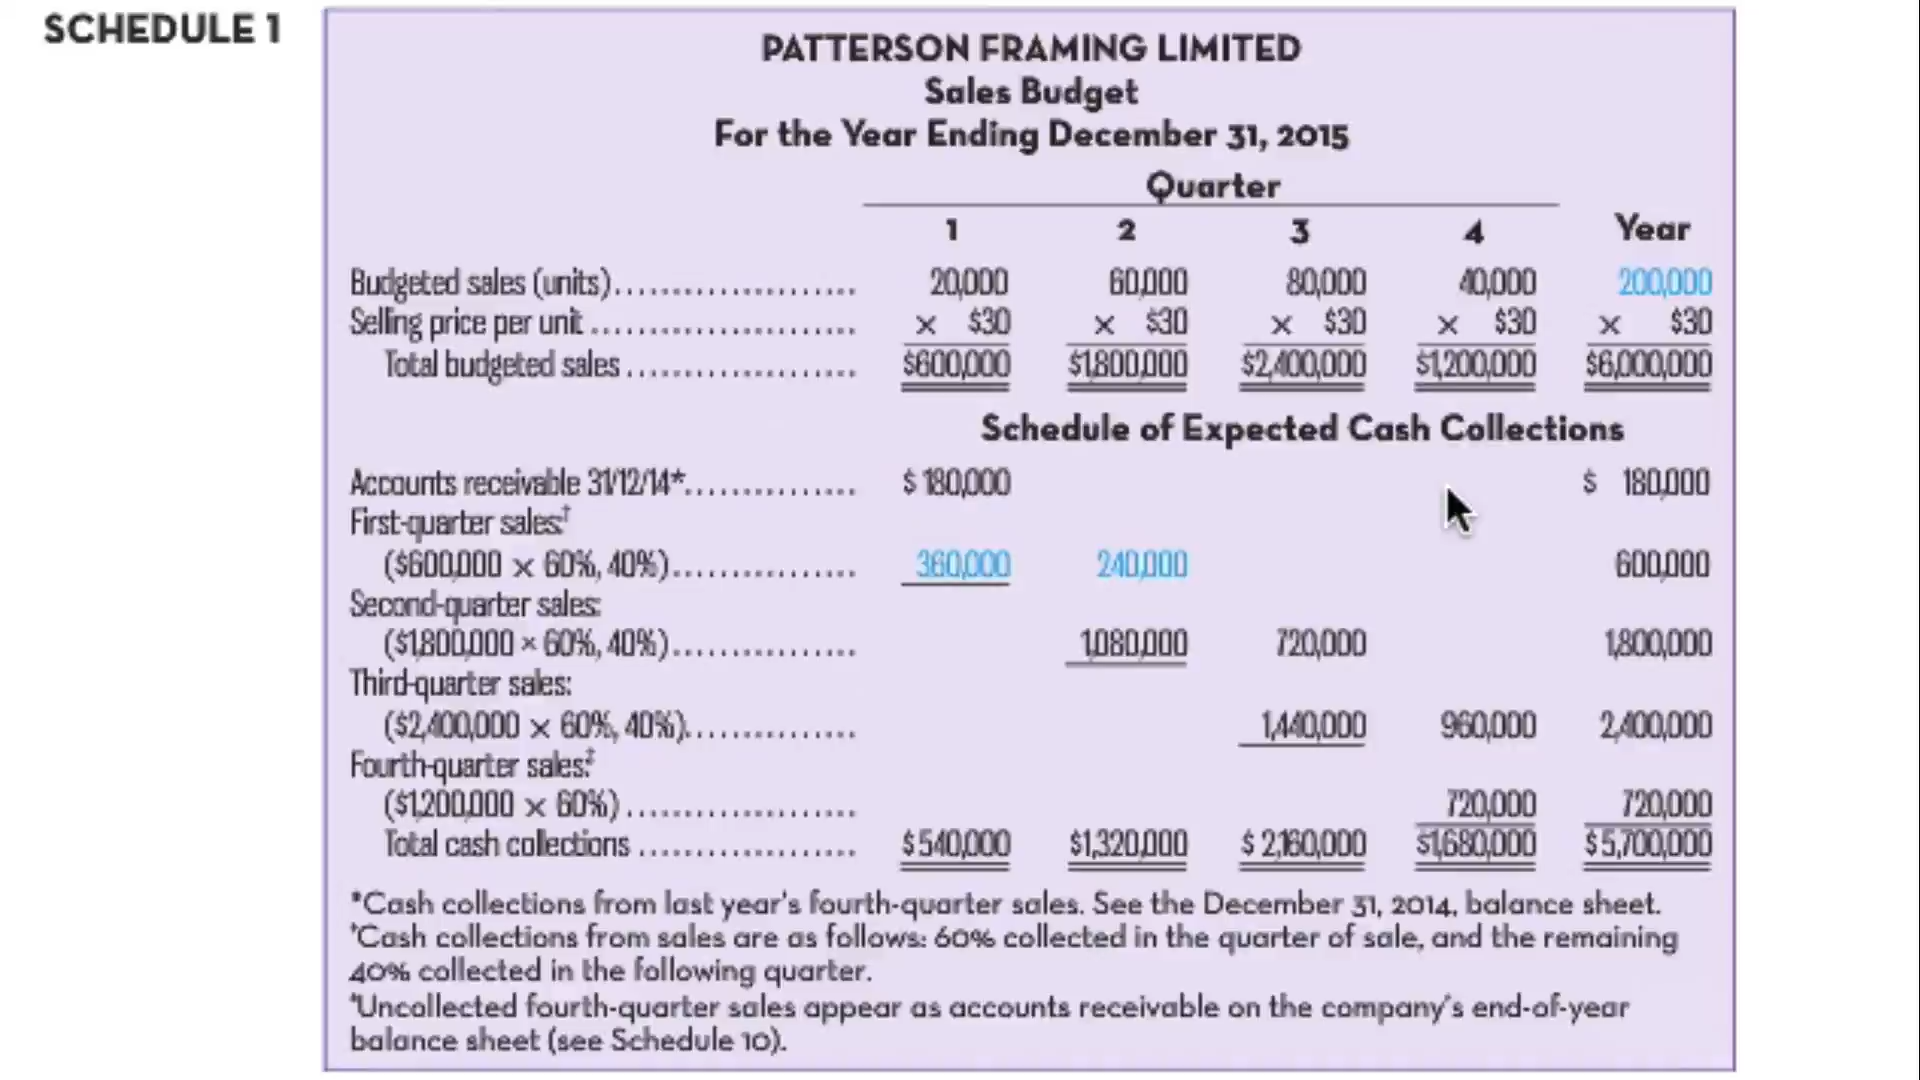 SCHEDULE 1
PATTERSON FRAMING LIMITED
Sales Budget
For the Year Ending December 31, 2015
Quarter
1 2 3 4 Year
Budgeted sales (units)...................... 20,000 60,000 80,000 40,000 200,000
Selling price per unit........................ × $30 × $30 × $30 × $30 × $30
Total budgeted sales..................... $600,000 $1,800,000 $2,400,000 $1,200,000 $6,000,000
Schedule of Expected Cash Collections
Accounts receivable 31/12/14*............... $ 180,000 $ 180,000
First-quarter sales:†
($600,000 × 60%, 40%)................ 360,000 240,000 600,000
Second-quarter sales:
($1,800,000 × 60%, 40%)................ 1,080,000 720,000 1,800,000
Third-quarter sales:
($2,400,000 × 60%, 40%)............... 1,440,000 960,000 2,400,000
Fourth-quarter sales:‡
($1,200,000 × 60%)..................... 720,000 720,000
Total cash collections.................... $ 540,000 $1,320,000 $ 2,160,000 $1,680,000 $5,700,000
*Cash collections from last year's fourth-quarter sales. See the December 31, 2014, balance sheet.
†Cash collections from sales are as follows: 60% collected in the quarter of sale, and the remaining
40% collected in the following quarter.
‡Uncollected fourth-quarter sales appear as accounts receivable on the company's end-of-year
balance sheet (see Schedule 10).